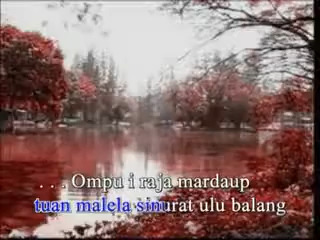 . . . Ompu i raja mardaup
tuan malela sinurat ulu balang